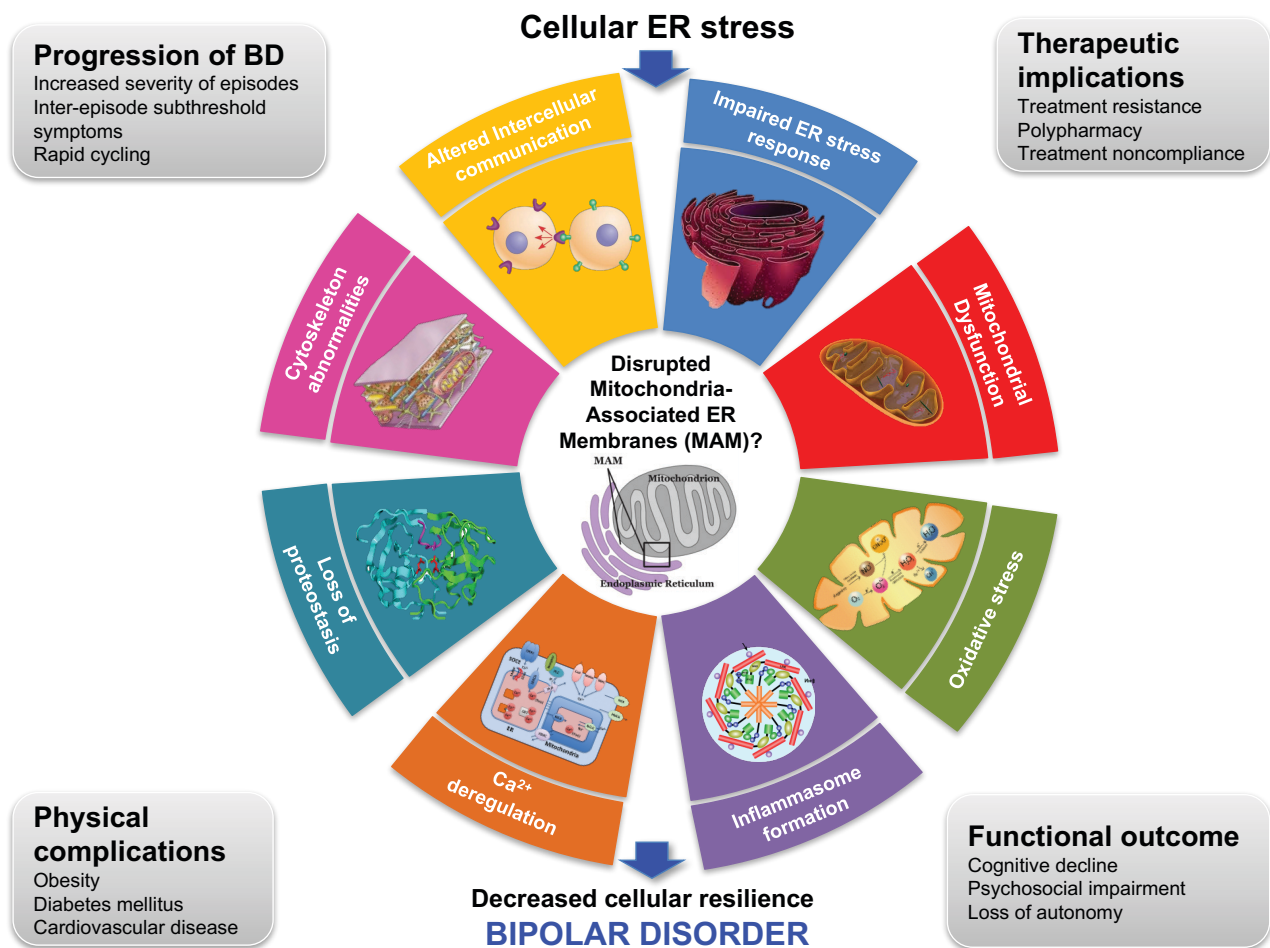 Cellular ER stress
Progression of BD
Increased severity of episodes
Inter-episode subthreshold
symptoms
Rapid cycling
Therapeutic
implications
Treatment resistance
Polypharmacy
Treatment noncompliance
Altered Intercellular
communication
Impaired ER stress
response
Mitochondrial
Dysfunction
Oxidative stress
Inflammasome
formation
Ca²⁺
deregulation
Loss of
proteostasis
Cytoskeleton
abnormalities
Disrupted
Mitochondria-
Associated ER
Membranes (MAM)?
MAM
Mitochondrion
Endoplasmic Reticulum
ER
Mitochondria
Physical
complications
Obesity
Diabetes mellitus
Cardiovascular disease
Functional outcome
Cognitive decline
Psychosocial impairment
Loss of autonomy
Decreased cellular resilience
BIPOLAR DISORDER